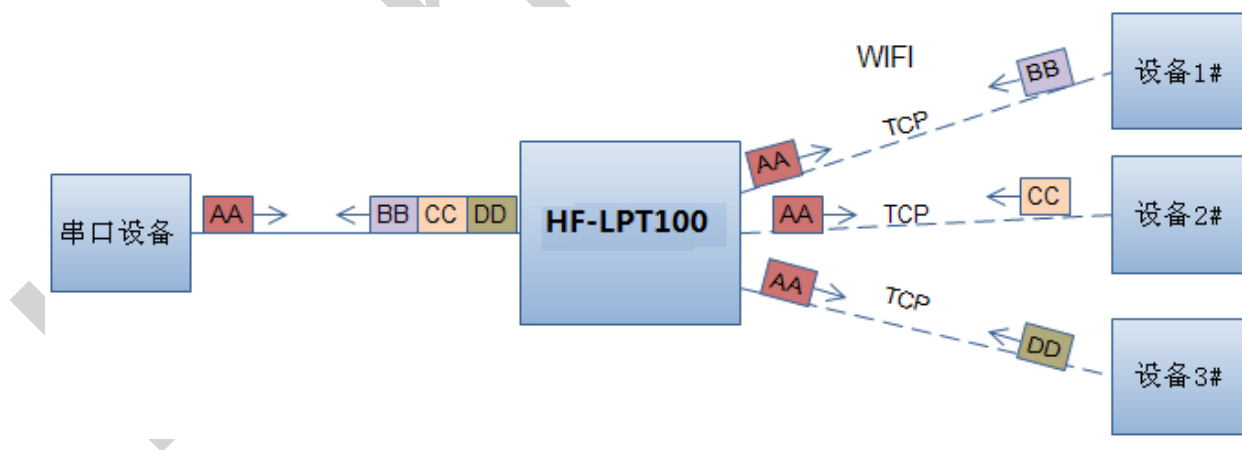 WIFI
BB
设备1#
TCP
AA
串口设备
AA
BB CC DD
HF-LPT100
AA
TCP
CC
设备2#
AA
TCP
DD
设备3#